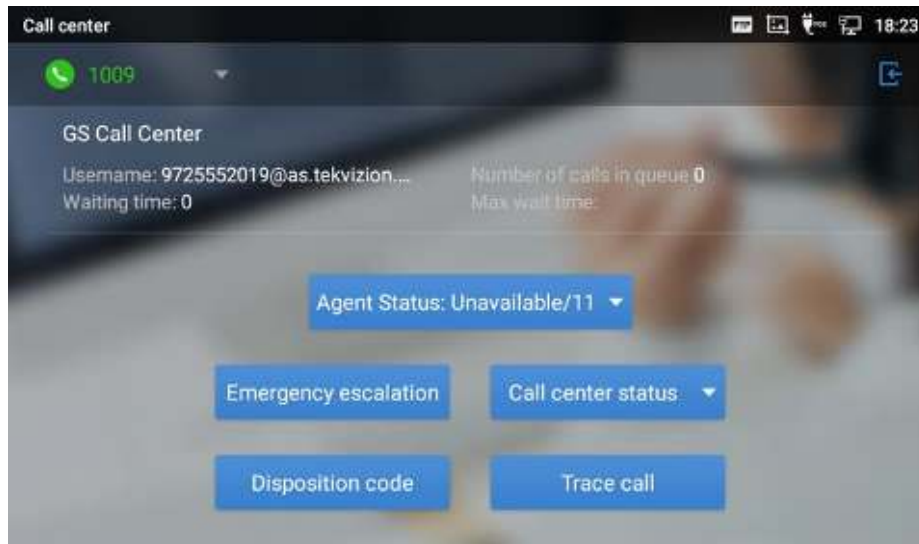 Call center 18:23
1009
GS Call Center
Username: 9725552019@as.tekvizion.... Number of calls in queue 0
Waiting time: 0 Max wait time:
Agent Status: Unavailable/11
Emergency escalation Call center status
Disposition code Trace call